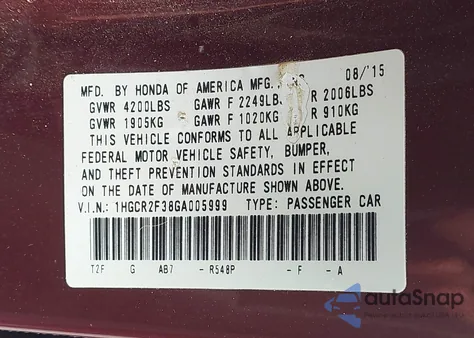 MFD. BY HONDA OF AMERICA MFG., INC. 08/'15
GVWR 4200LBS GAWR F 2249LBS R 2006LBS
GVWR 1905KG GAWR F 1020KG R 910KG
THIS VEHICLE CONFORMS TO ALL APPLICABLE
FEDERAL MOTOR VEHICLE SAFETY, BUMPER,
AND THEFT PREVENTION STANDARDS IN EFFECT
ON THE DATE OF MANUFACTURE SHOWN ABOVE.
V.I.N.: 1HGCR2F38GA005999 TYPE: PASSENGER CAR
T2F G AB7 - R548P - F - A
autoSnap